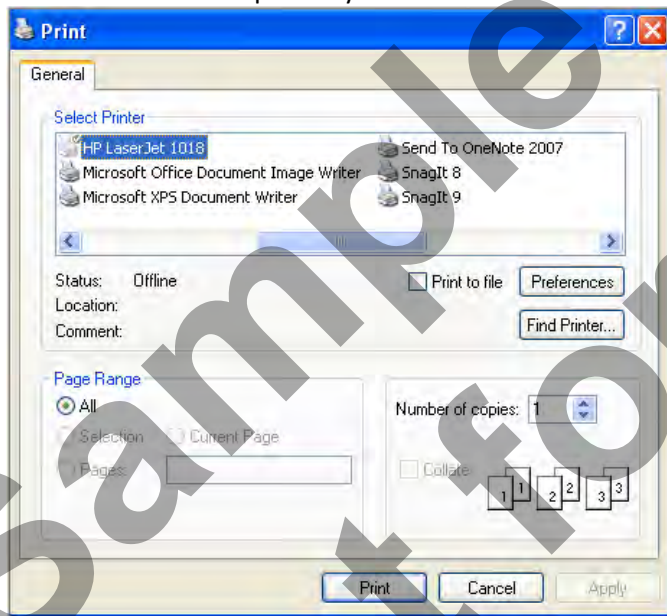 Print
General
Select Printer
HP LaserJet 1018
Send To OneNote 2007
Microsoft Office Document Image Writer
SnagIt 8
Microsoft XPS Document Writer
SnagIt 9
Status: Offline
Print to file
Preferences
Location:
Comment:
Find Printer...
Page Range
All
Number of copies: 1
Selection
Current Page
Pages:
Collate
1 1 2 2 3 3
Print
Cancel
Apply
Sample